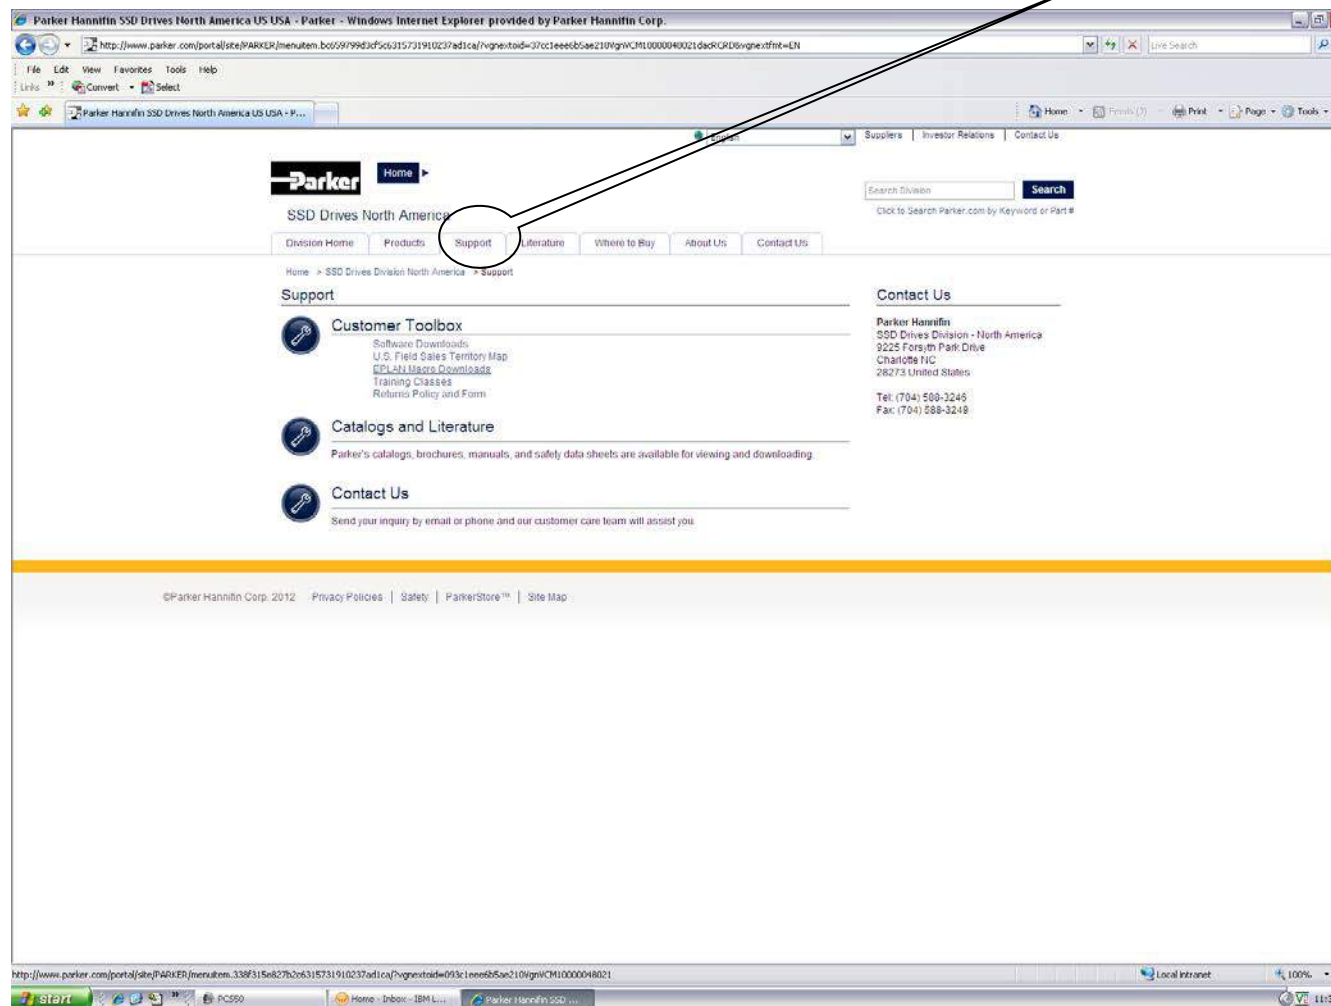 Parker Hannifin SSD Drives North America US USA - Parker - Windows Internet Explorer provided by Parker Hannifin Corp.
Live Search
File Edit View Favorites Tools Help
Links » Convert Select
Parker Hannifin SSD Drives North America US USA - P...
Home Print Page Tools
English
Suppliers | Investor Relations | Contact Us
Parker
Home
Search Division Search
Click to Search Parker.com by Keyword or Part #
SSD Drives North America
Division Home Products Support Literature Where to Buy About Us Contact Us
Home > SSD Drives Division North America > Support
Support
Customer Toolbox
Software Downloads
U.S. Field Sales Territory Map
EPLAN Macro Downloads
Training Classes
Returns Policy and Form
Catalogs and Literature
Parker's catalogs, brochures, manuals, and safety data sheets are available for viewing and downloading.
Contact Us
Send your inquiry by email or phone and our customer care team will assist you.
Contact Us
Parker Hannifin
SSD Drives Division - North America
9225 Forsyth Park Drive
Charlotte NC
28273 United States
Tel: (704) 588-3246
Fax: (704) 588-3249
©Parker Hannifin Corp. 2012 Privacy Policies | Safety | ParkerStore™ | Site Map
Local intranet 100%
start » PC550 Home - Inbox - IBM L... Parker Hannifin SSD ...